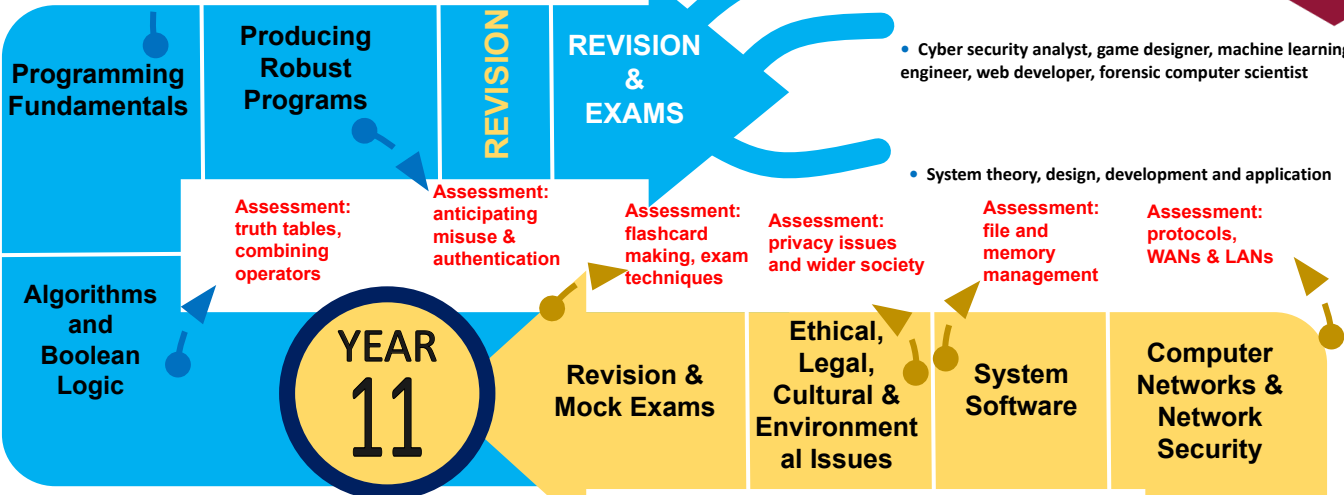 Programming
Fundamentals
Producing
Robust
Programs
REVISION
REVISION
&
EXAMS
• Cyber security analyst, game designer, machine learning
engineer, web developer, forensic computer scientist
• System theory, design, development and application
Assessment:
truth tables,
combining
operators
Assessment:
anticipating
misuse &
authentication
Assessment:
flashcard
making, exam
techniques
Assessment:
privacy issues
and wider society
Assessment:
file and
memory
management
Assessment:
protocols,
WANs & LANs
Algorithms
and
Boolean
Logic
YEAR
11
Revision &
Mock Exams
Ethical,
Legal,
Cultural &
Environment
al Issues
System
Software
Computer
Networks &
Network
Security